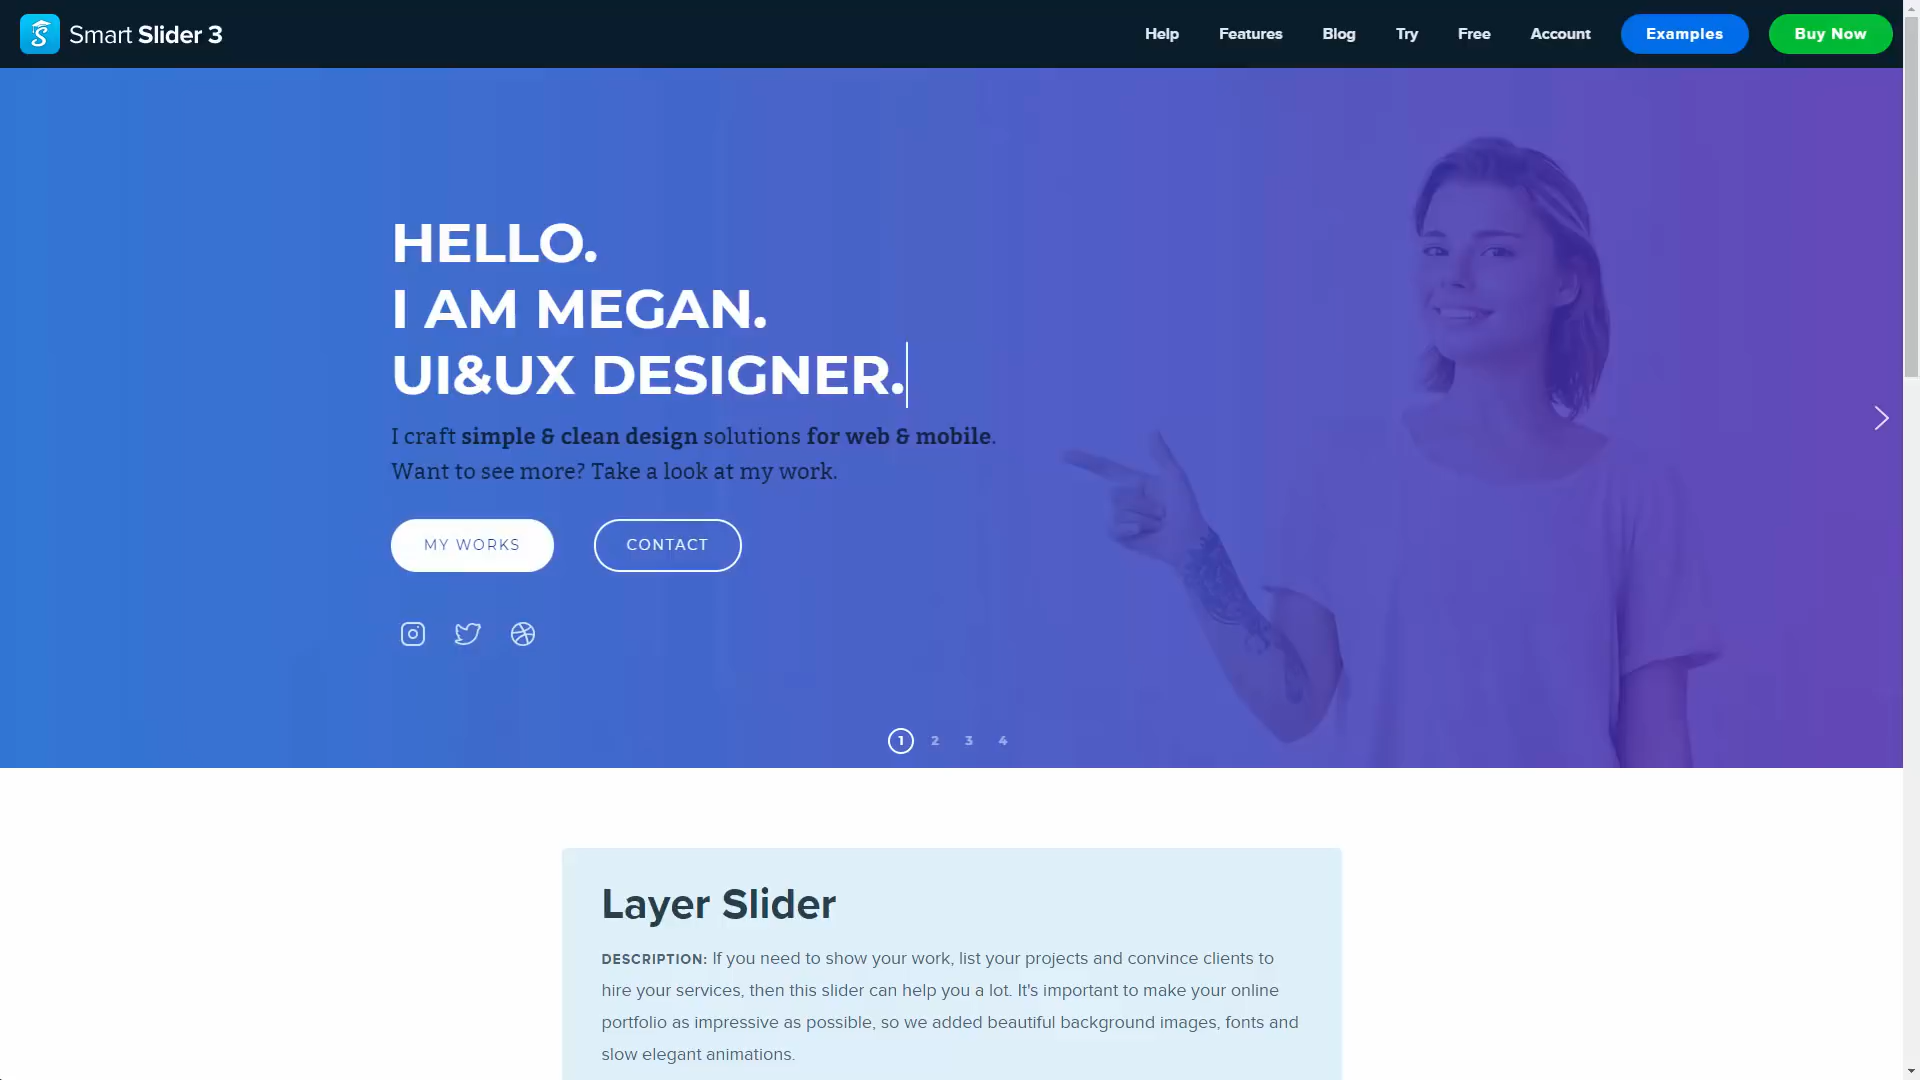 Smart Slider 3
Help Features Blog Try Free Account Examples Buy Now
HELLO.
I AM MEGAN.
UI&UX DESIGNER.
I craft simple & clean design solutions for web & mobile.
Want to see more? Take a look at my work.
MY WORKS CONTACT
1 2 3 4
Layer Slider
DESCRIPTION: If you need to show your work, list your projects and convince clients to
hire your services, then this slider can help you a lot. It's important to make your online
portfolio as impressive as possible, so we added beautiful background images, fonts and
slow elegant animations.